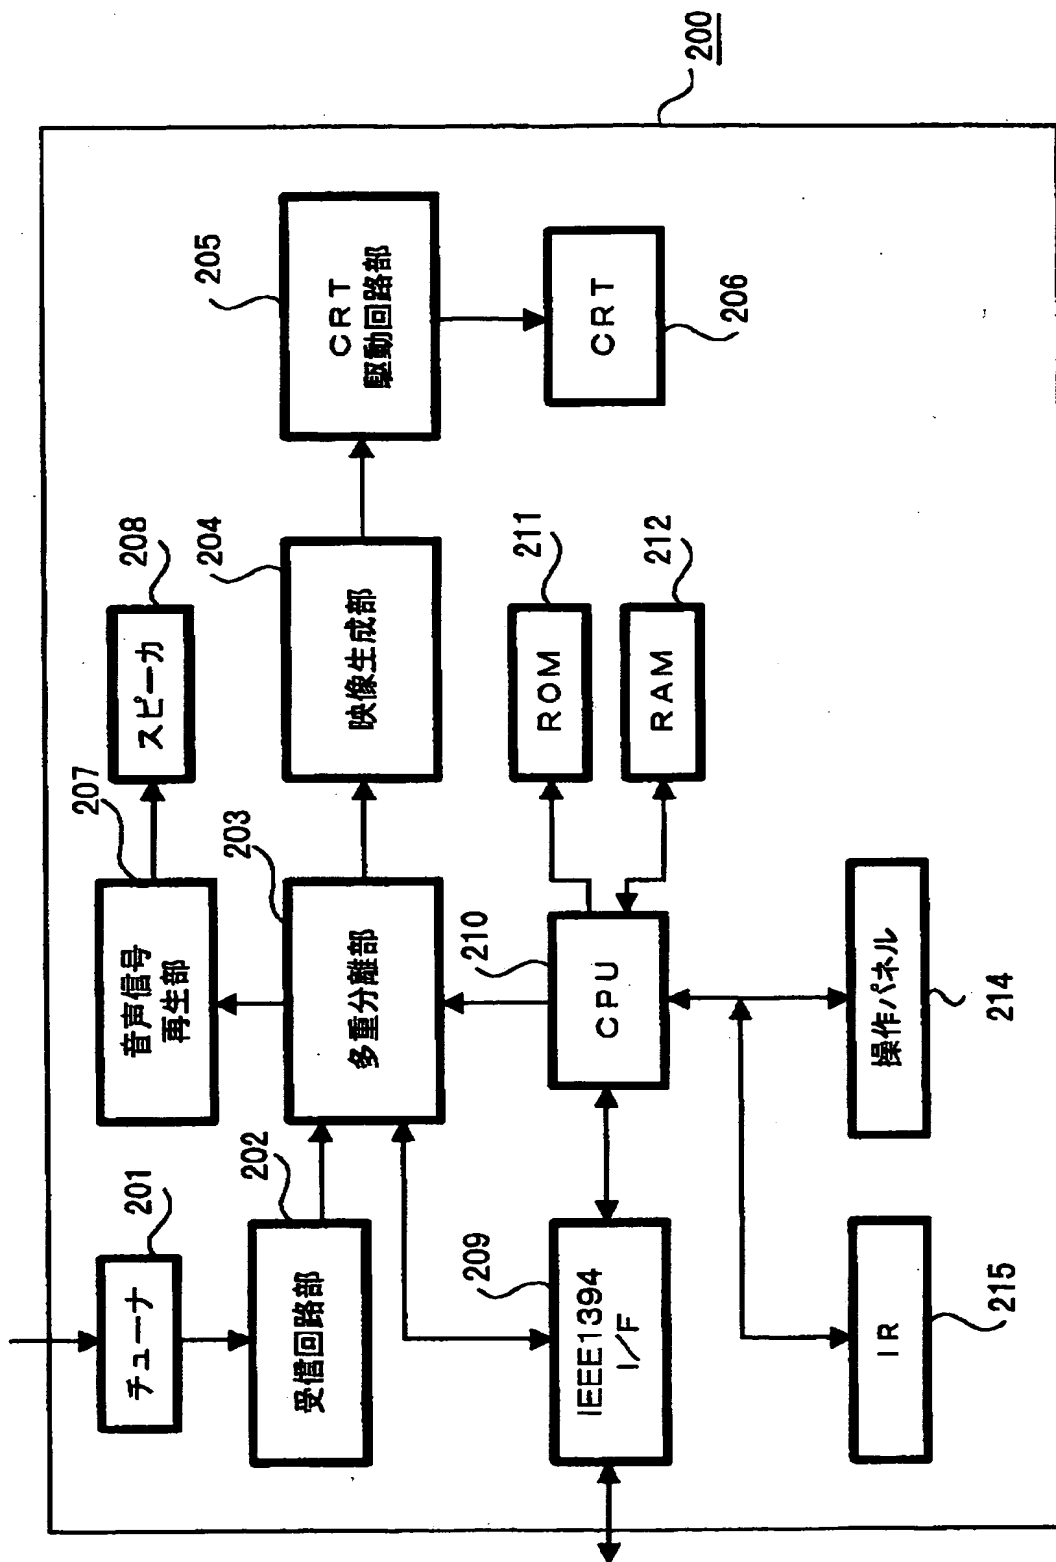 200
201
チューナ
207
音声信号
再生部
208
スピーカ
202
受信回路部
203
多重分離部
204
映像生成部
205
CRT
駆動回路部
209
IEEE1394
I/F
210
CPU
211
ROM
212
RAM
CRT
206
IR
215
操作パネル
214